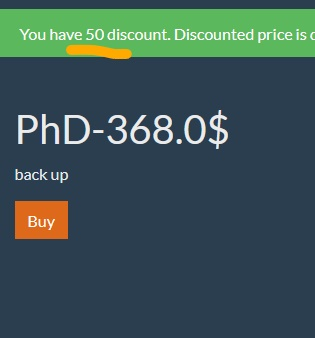 You have 50 discount. Discounted price is
PhD-368.0$
back up
Buy